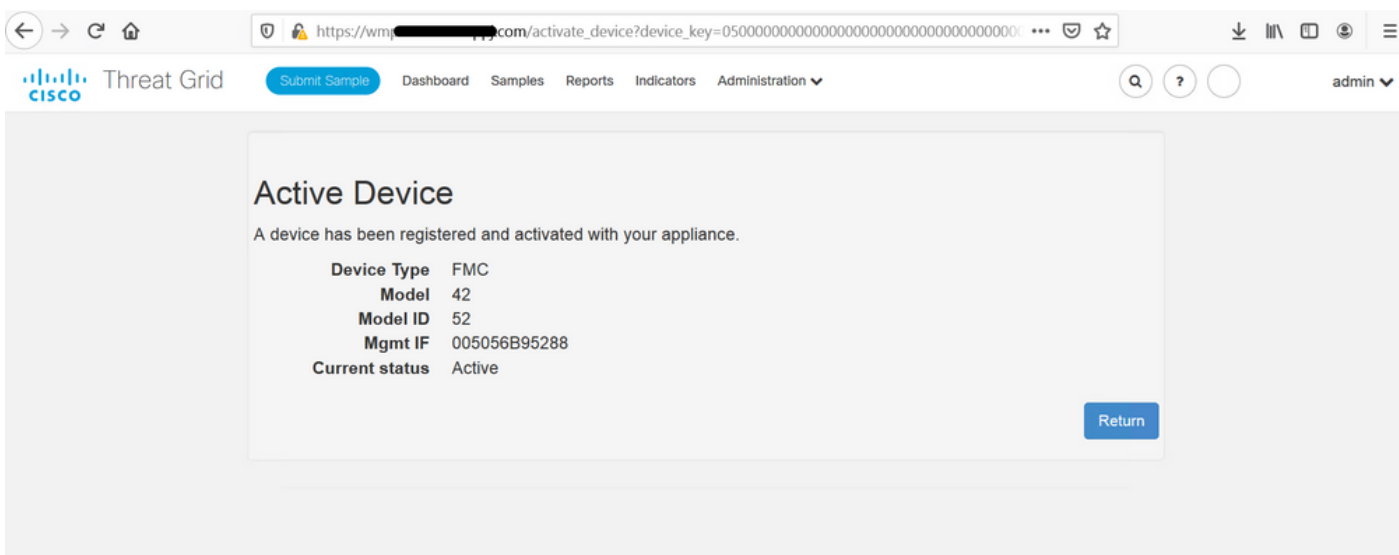 https://wmp com/activate_device?device_key=05000000000000000000000000000000000
CISCO Threat Grid Submit Sample Dashboard Samples Reports Indicators Administration ? admin
Active Device
A device has been registered and activated with your appliance.
Device Type FMC
Model 42
Model ID 52
Mgmt IF 005056B95288
Current status Active
Return